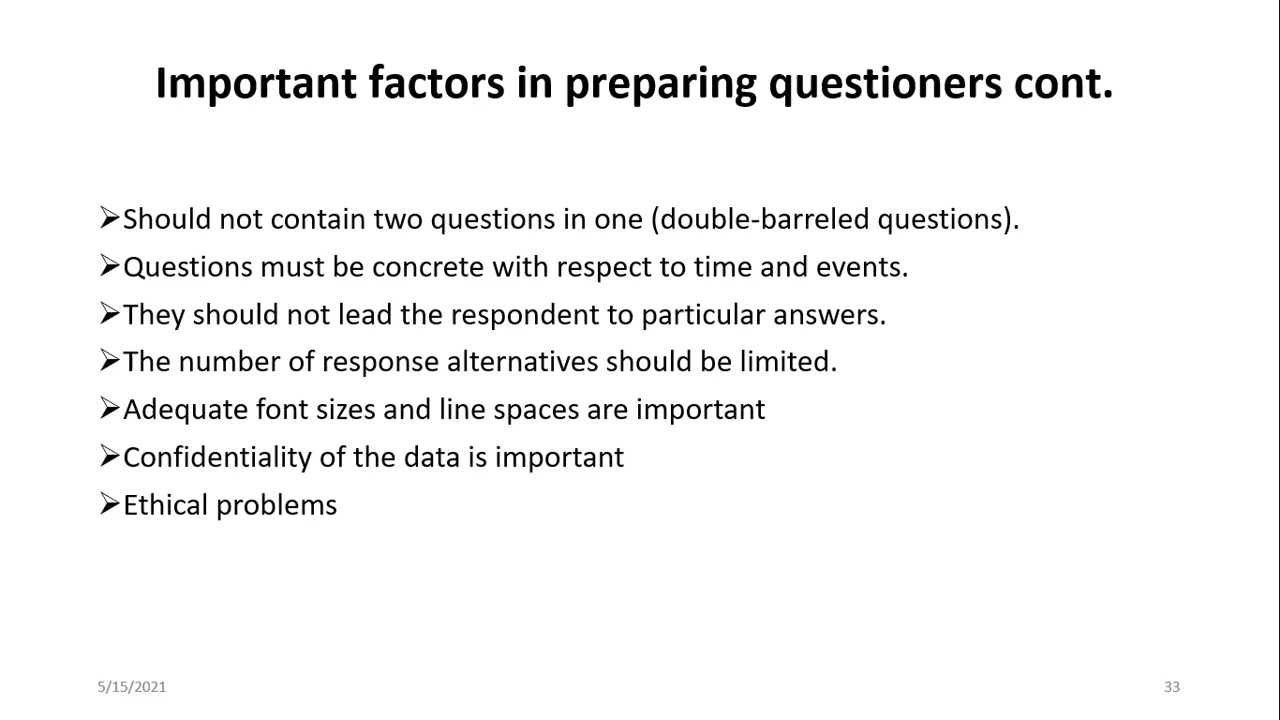 Important factors in preparing questioners cont.
➢Should not contain two questions in one (double-barreled questions).
➢Questions must be concrete with respect to time and events.
➢They should not lead the respondent to particular answers.
➢The number of response alternatives should be limited.
➢Adequate font sizes and line spaces are important
➢Confidentiality of the data is important
➢Ethical problems
5/15/2021
33